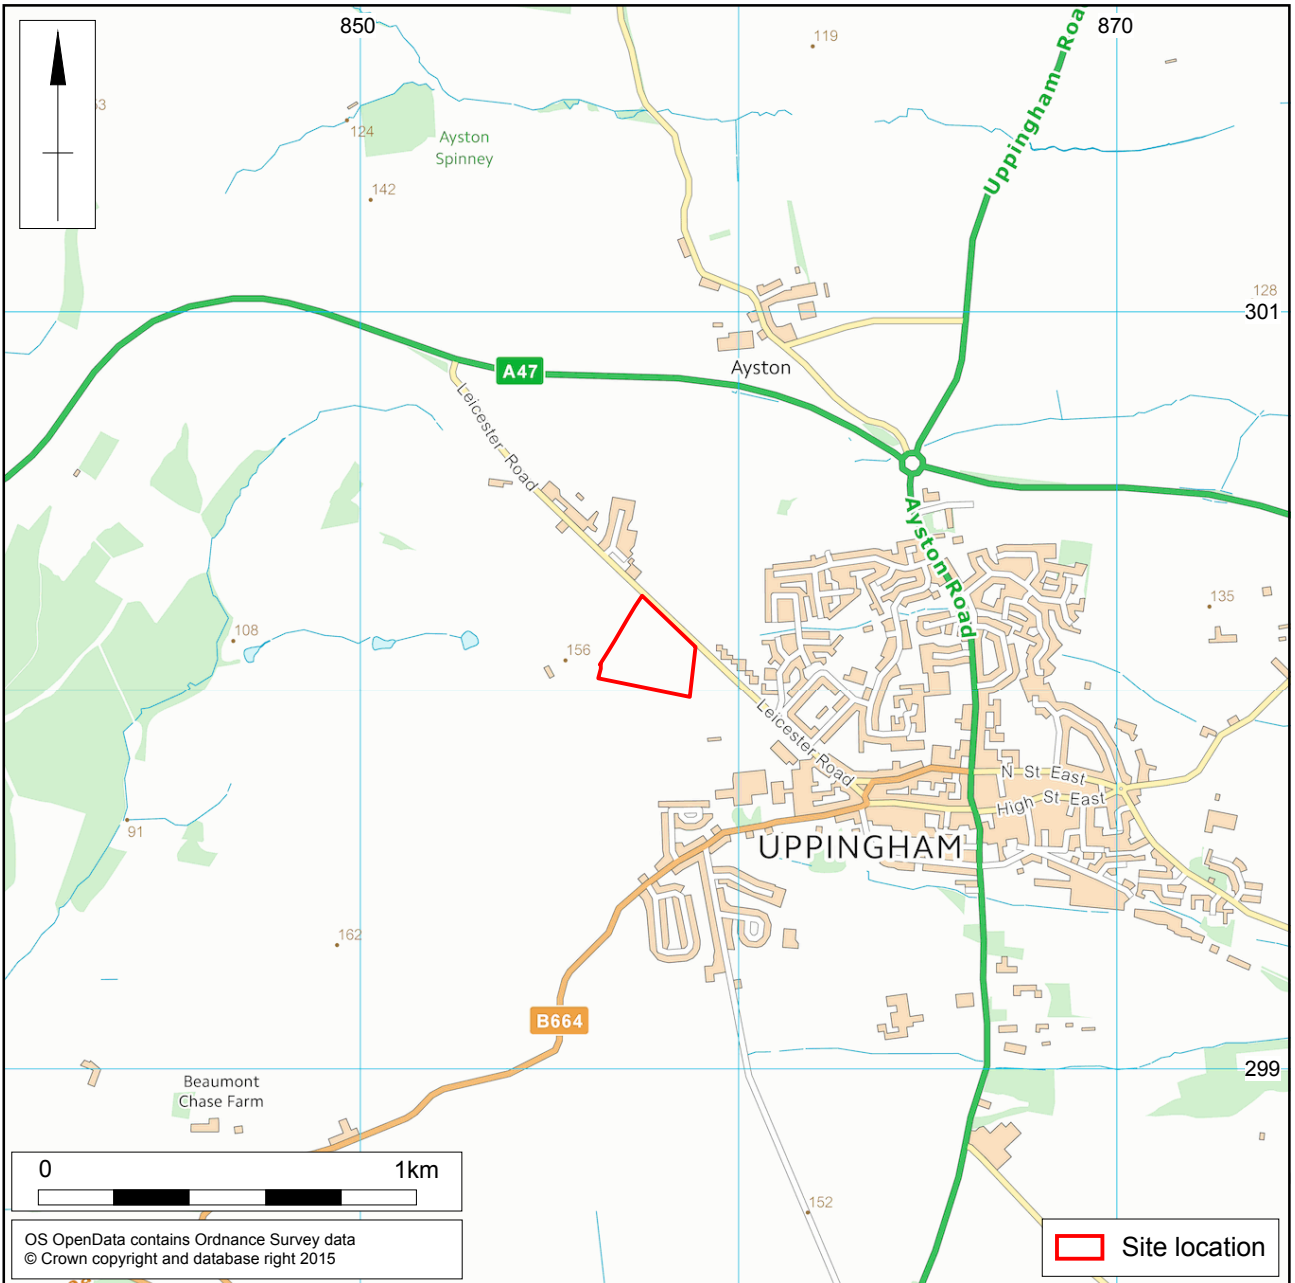 850
870
119
Uppingham Roa
3
124
Ayston
Spinney
142
128
301
Ayston
A47
Leicester Road
Ayston Road
135
108
156
Leicester Road
N St East
High St East
91
UPPINGHAM
162
B664
299
Beaumont
Chase Farm
0 1km
152
OS OpenData contains Ordnance Survey data
© Crown copyright and database right 2015
Site location